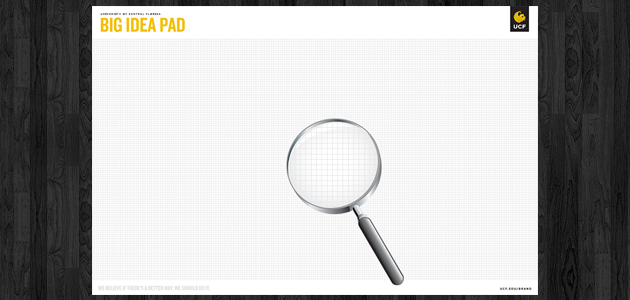 UNIVERSITY OF CENTRAL FLORIDA
BIG IDEA PAD
UCF
WE BELIEVE IF THERE'S A BETTER WAY, WE SHOULD DO IT.
UCF.EDU/BRAND